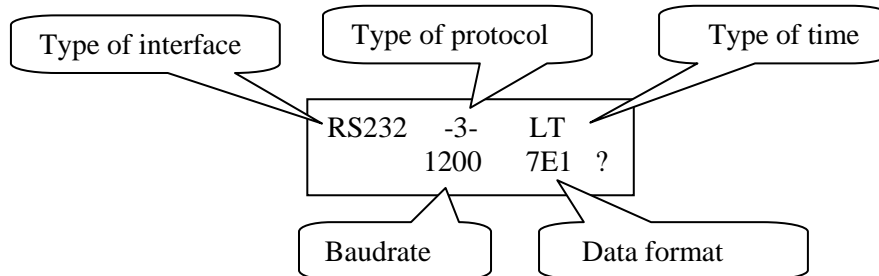 Type of interface
Type of protocol
Type of time
RS232 -3- LT
1200 7E1 ?
Baudrate
Data format